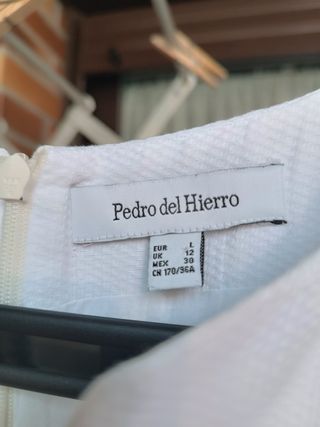 Pedro del Hierro
EUR L
UK 12
MEX 30
CN 170/96A